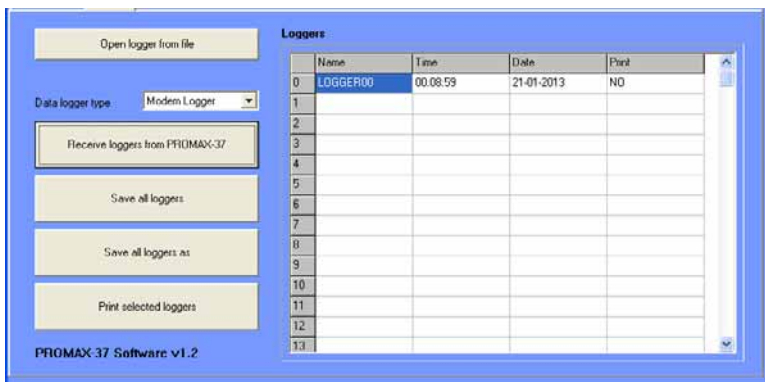 Open logger from file
Data logger type
Modem Logger
Receive loggers from PROMAX-37
Save all loggers
Save all loggers as
Print selected loggers
PROMAX-37 Software v1.2
Loggers
Name Time Date Print
0 LOGGER00 00.08.59 21-01-2013 NO
1
2
3
4
5
6
7
8
9
10
11
12
13